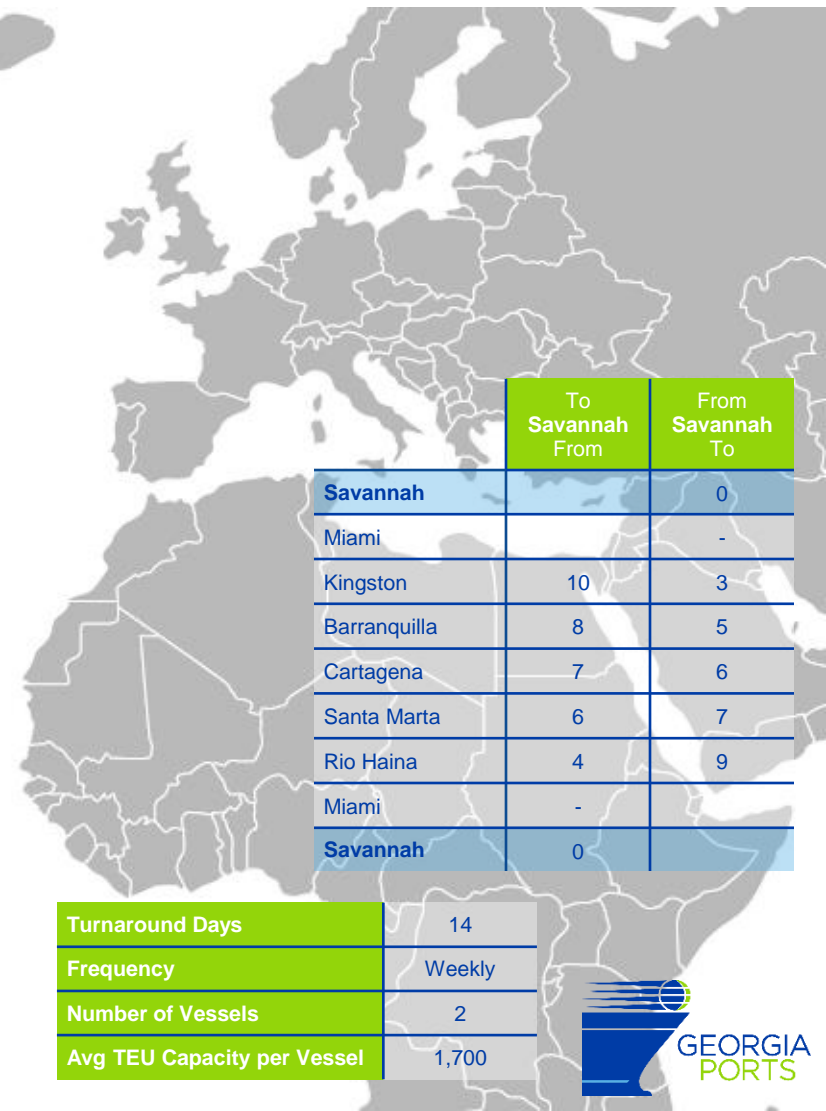 To
Savannah
From
From
Savannah
To
Savannah 0
Miami -
Kingston 10 3
Barranquilla 8 5
Cartagena 7 6
Santa Marta 6 7
Rio Haina 4 9
Miami -
Savannah 0
Turnaround Days 14
Frequency Weekly
Number of Vessels 2
Avg TEU Capacity per Vessel 1,700
GEORGIA
PORTS